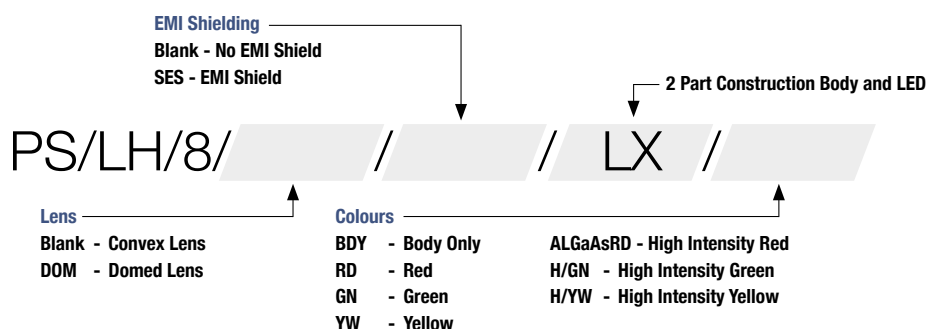 EMI Shielding
Blank - No EMI Shield
SES - EMI Shield
2 Part Construction Body and LED
PS/LH/8/ / / LX /
Lens
Blank - Convex Lens
DOM - Domed Lens
Colours
BDY - Body Only
RD - Red
GN - Green
YW - Yellow
ALGaAsRD - High Intensity Red
H/GN - High Intensity Green
H/YW - High Intensity Yellow